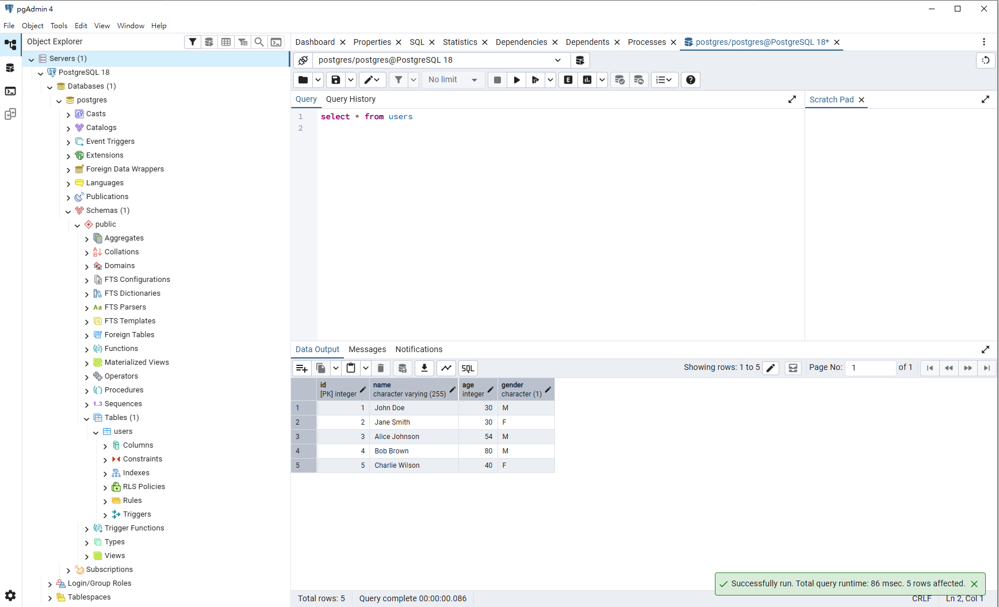 pgAdmin 4
File Object Tools Edit View Window Help
Object Explorer
Servers (1)
PostgreSQL 18
Databases (1)
postgres
Casts
Catalogs
Event Triggers
Extensions
Foreign Data Wrappers
Languages
Publications
Schemas (1)
public
Aggregates
Collations
Domains
FTS Configurations
FTS Dictionaries
Aa FTS Parsers
FTS Templates
Foreign Tables
Functions
Materialized Views
Operators
Procedures
1..3 Sequences
Tables (1)
users
Columns
Constraints
Indexes
RLS Policies
Rules
Triggers
Trigger Functions
Types
Views
Subscriptions
Login/Group Roles
Tablespaces
Dashboard Properties SQL Statistics Dependencies Dependents Processes postgres/postgres@PostgreSQL 18*
postgres/postgres@PostgreSQL 18
No limit E
Query Query History
1 select * from users
2
Scratch Pad
Data Output Messages Notifications
SQL Showing rows: 1 to 5 Page No: 1 of 1
id name age gender
[PK] integer character varying (255) integer character (1)
1 1 John Doe 30 M
2 2 Jane Smith 30 F
3 3 Alice Johnson 54 M
4 4 Bob Brown 80 M
5 5 Charlie Wilson 40 F
Successfully run. Total query runtime: 86 msec. 5 rows affected.
Total rows: 5 Query complete 00:00:00.086 CRLF Ln 2, Col 1